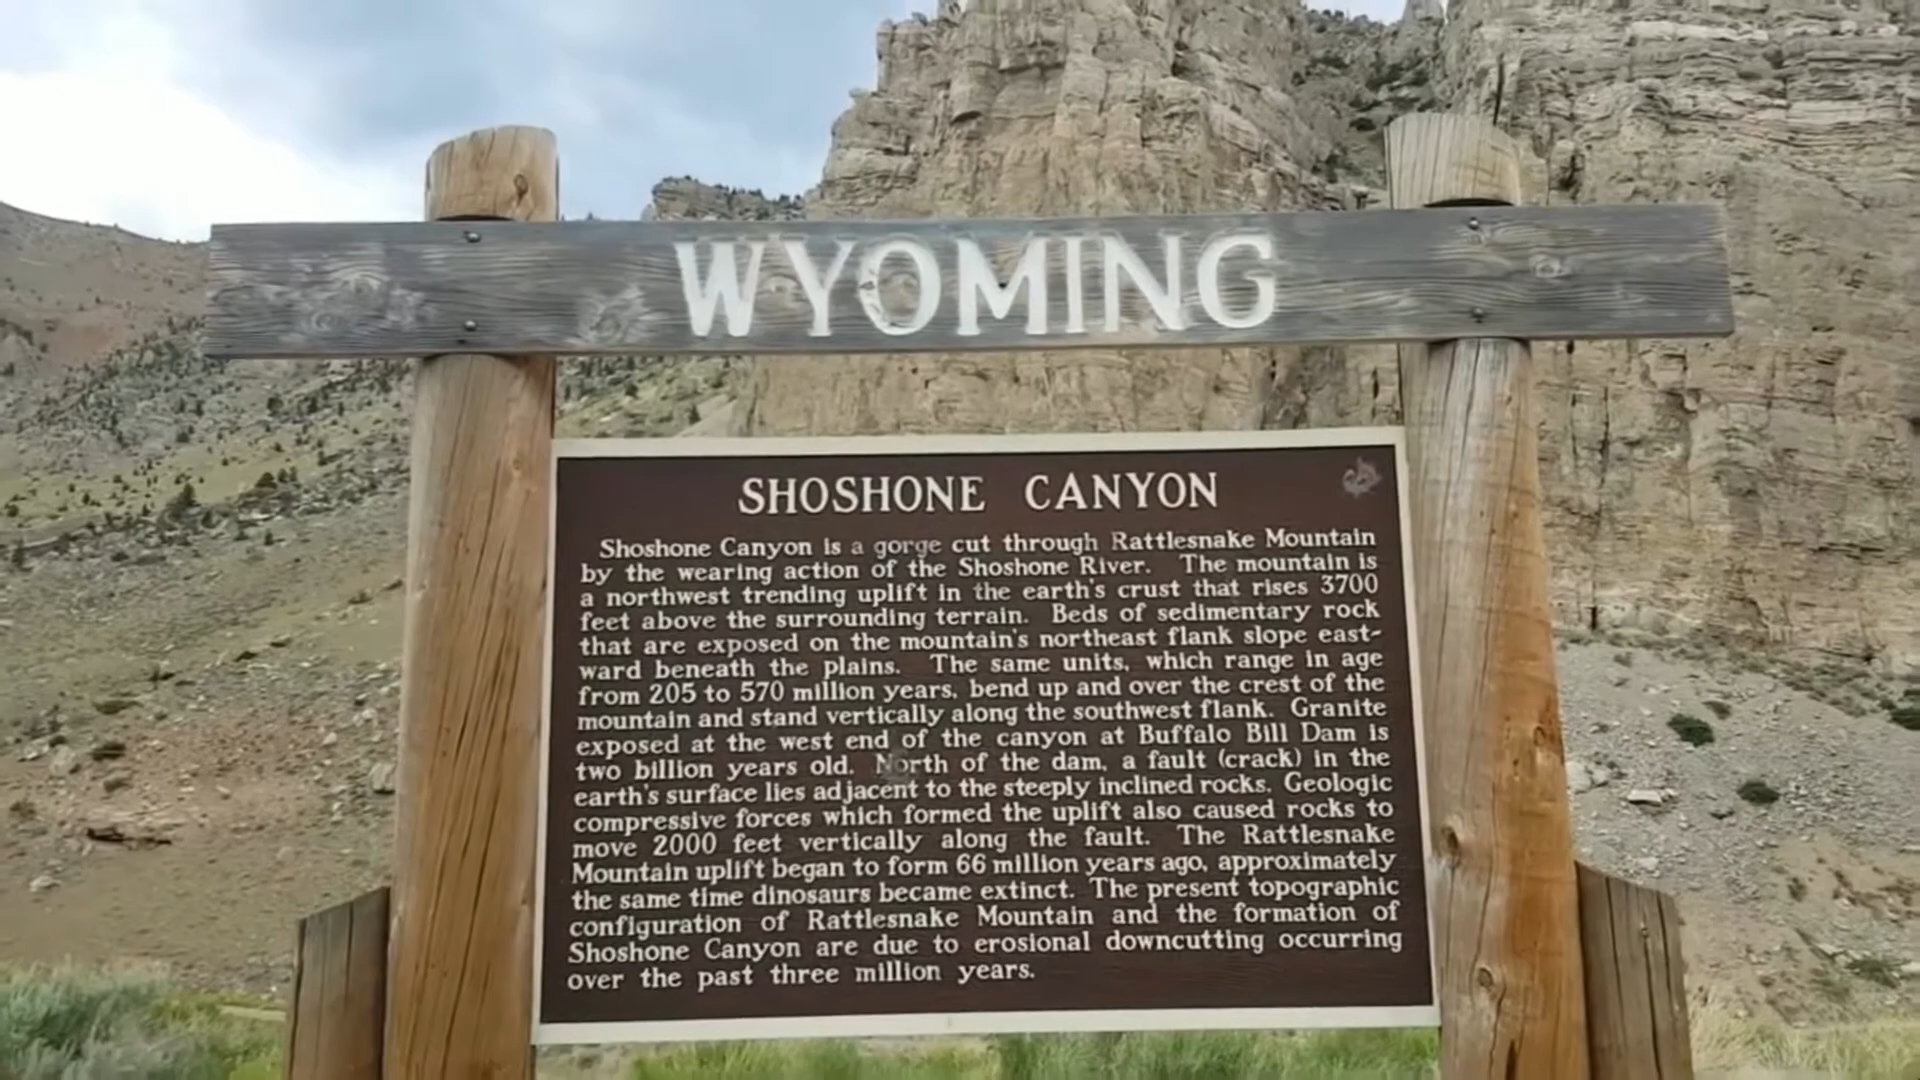 WYOMING
SHOSHONE CANYON
Shoshone Canyon is a gorge cut through Rattlesnake Mountain
by the wearing action of the Shoshone River. The mountain is
a northwest trending uplift in the earth's crust that rises 3700
feet above the surrounding terrain. Beds of sedimentary rock
that are exposed on the mountain's northeast flank slope east-
ward beneath the plains. The same units, which range in age
from 205 to 570 million years, bend up and over the crest of the
mountain and stand vertically along the southwest flank. Granite
exposed at the west end of the canyon at Buffalo Bill Dam is
two billion years old. North of the dam, a fault (crack) in the
earth's surface lies adjacent to the steeply inclined rocks. Geologic
compressive forces which formed the uplift also caused rocks to
move 2000 feet vertically along the fault. The Rattlesnake
Mountain uplift began to form 66 million years ago, approximately
the same time dinosaurs became extinct. The present topographic
configuration of Rattlesnake Mountain and the formation of
Shoshone Canyon are due to erosional downcutting occurring
over the past three million years.